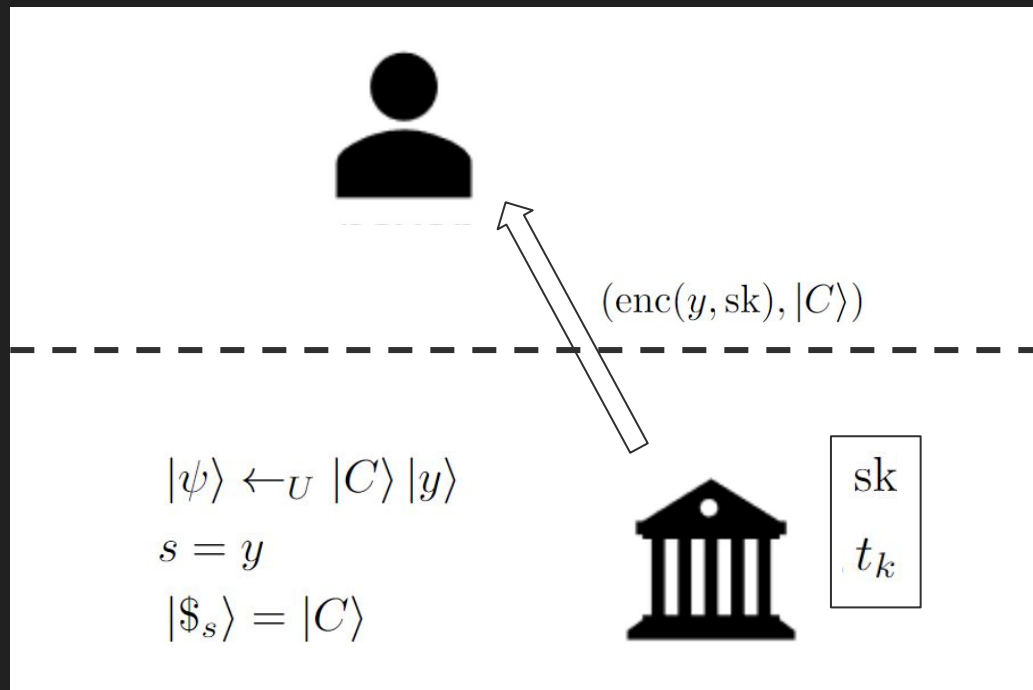 (enc(y, sk), |C⟩)
|ψ⟩ ←_U |C⟩ |y⟩
s = y
|$_s⟩ = |C⟩
sk
t_k